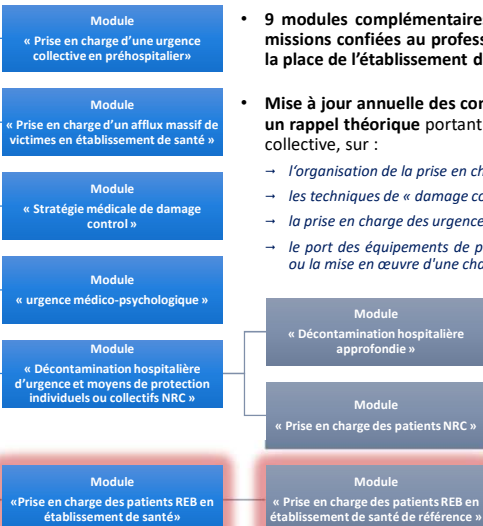 Module
« Prise en charge d'une urgence
collective en préhospitalier»
Module
« Prise en charge d'un afflux massif de
victimes en établissement de santé »
Module
« Stratégie médicale de damage
control »
Module
« urgence médico-psychologique »
Module
« Décontamination hospitalière
d'urgence et moyens de protection
individuels ou collectifs NRC »
Module
«Prise en charge des patients REB en
établissement de santé»
• 9 modules complémentaires
missions confiées au profess
la place de l'établissement d
• Mise à jour annuelle des con
un rappel théorique portant
collective, sur :
→ l'organisation de la prise en ch
→ les techniques de « damage co
→ la prise en charge des urgence
→ le port des équipements de p
ou la mise en œuvre d'une cha
Module
« Décontamination hospitalière
approfondie »
Module
« Prise en charge des patients NRC »
Module
« Prise en charge des patients REB en
établissement de santé de référence »